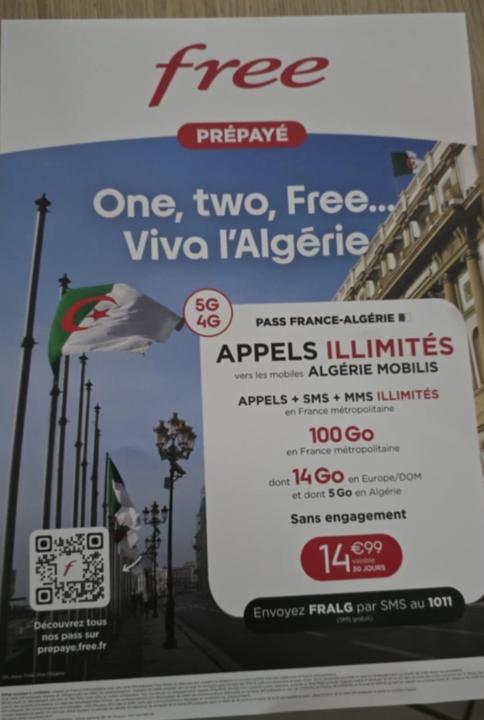 free
PRÉPAYÉ
One, two, Free...
Viva l'Algérie
5G
4G
PASS FRANCE-ALGÉRIE
APPELS ILLIMITÉS
vers les mobiles ALGÉRIE MOBILIS
APPELS + SMS + MMS ILLIMITÉS
en France métropolitaine
100 Go
en France métropolitaine
dont 14 Go en Europe/DOM
et dont 5 Go en Algérie
Sans engagement
14€99
valable
30 JOURS
Envoyez FRALG par SMS au 1011
(SMS gratuit)
f
Découvrez tous
nos pass sur
prepaye.free.fr